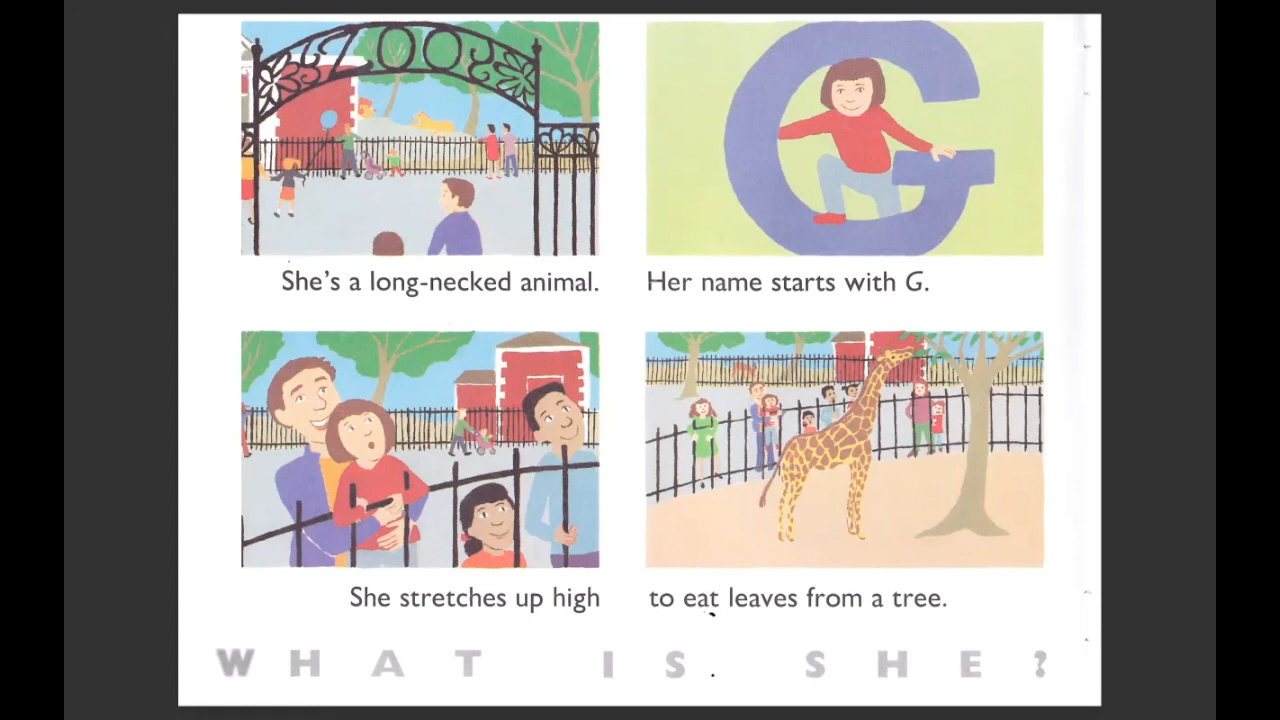 ZOO
G
She's a long-necked animal.
Her name starts with G.
She stretches up high
to eat leaves from a tree.
WHAT IS SHE?